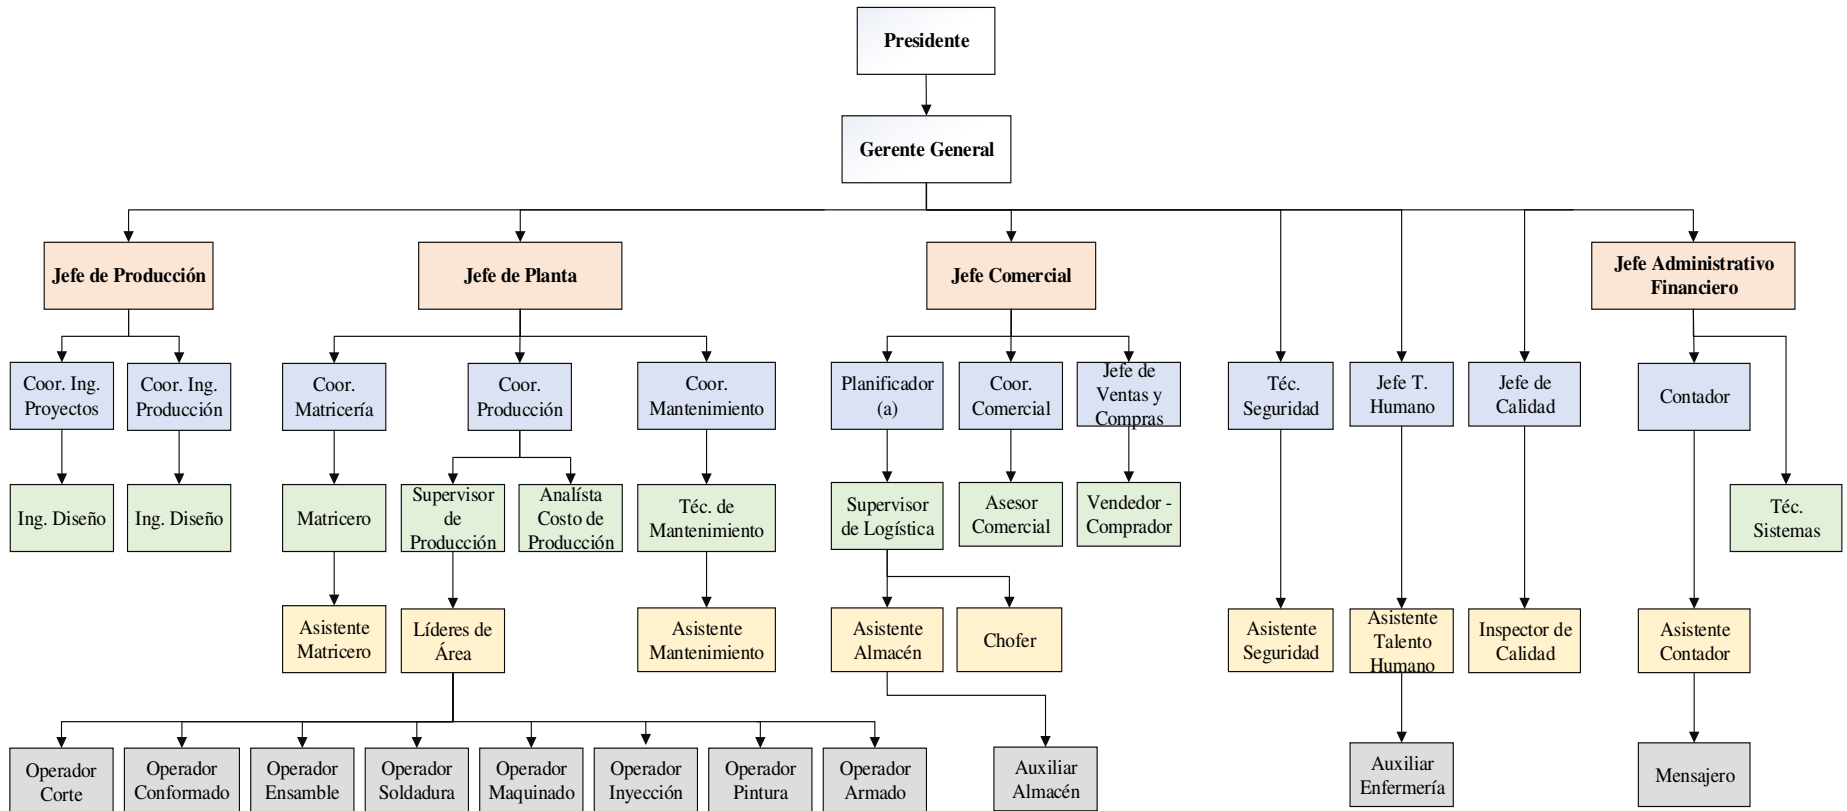 Presidente
Gerente General
Jefe de Producción
Jefe de Planta
Jefe Comercial
Jefe Administrativo
Financiero
Coor. Ing.
Proyectos
Coor. Ing.
Producción
Coor.
Matricería
Coor.
Producción
Coor.
Mantenimiento
Planificador
(a)
Coor.
Comercial
Jefe de
Ventas y
Compras
Téc.
Seguridad
Jefe T.
Humano
Jefe de
Calidad
Contador
Ing. Diseño
Ing. Diseño
Matricero
Supervisor
de
Producción
Analísta
Costo de
Producción
Téc. de
Mantenimiento
Supervisor
de Logística
Asesor
Comercial
Vendedor -
Comprador
Téc.
Sistemas
Asistente
Matricero
Líderes de
Área
Asistente
Mantenimiento
Asistente
Almacén
Chofer
Asistente
Seguridad
Asistente
Talento
Humano
Inspector de
Calidad
Asistente
Contador
Operador
Corte
Operador
Conformado
Operador
Ensamble
Operador
Soldadura
Operador
Maquinado
Operador
Inyección
Operador
Pintura
Operador
Armado
Auxiliar
Almacén
Auxiliar
Enfermería
Mensajero